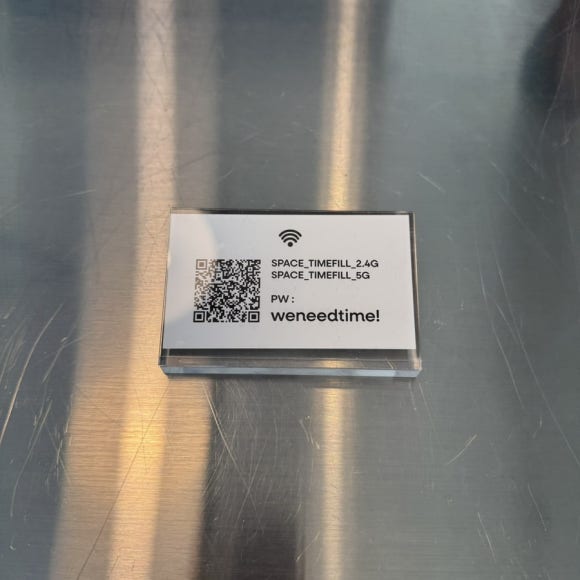 SPACE_TIMEFILL_2.4G
SPACE_TIMEFILL_5G
PW :
weneedtime!